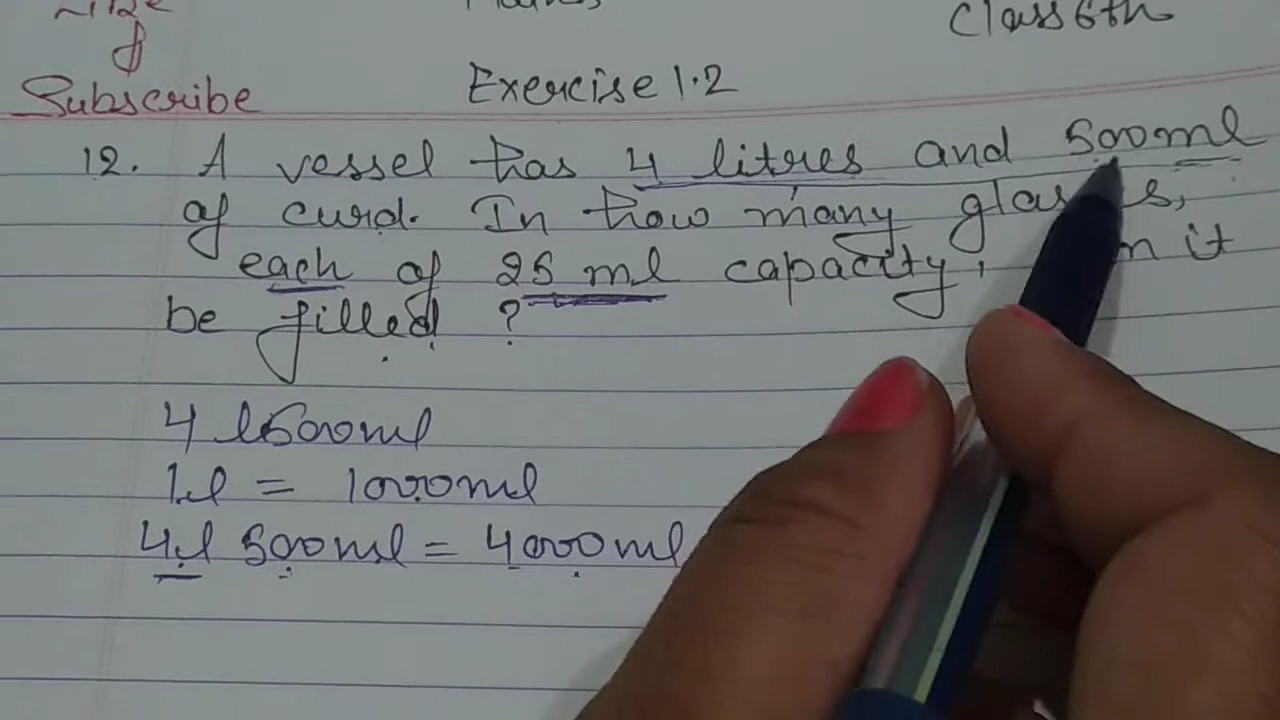 Class 6th
Subscribe
Exercise 1.2
12. A vessel has 4 litres and 500ml
of curd. In how many
each of 25 ml capacity, it
be filled ?
4 l 500ml
1.l = 1000ml
4.l 500ml = 4000ml